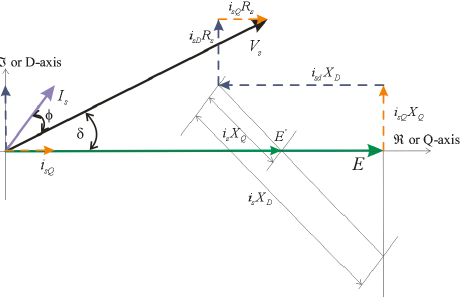 i_sQ R_s
i_sD R_s
V_s
ℑ or D-axis
i_sd X_D
I_s
ϕ
i_sQ X_Q
δ
i_s X_Q
E'
ℜ or Q-axis
i_sQ
E
i_s X_D